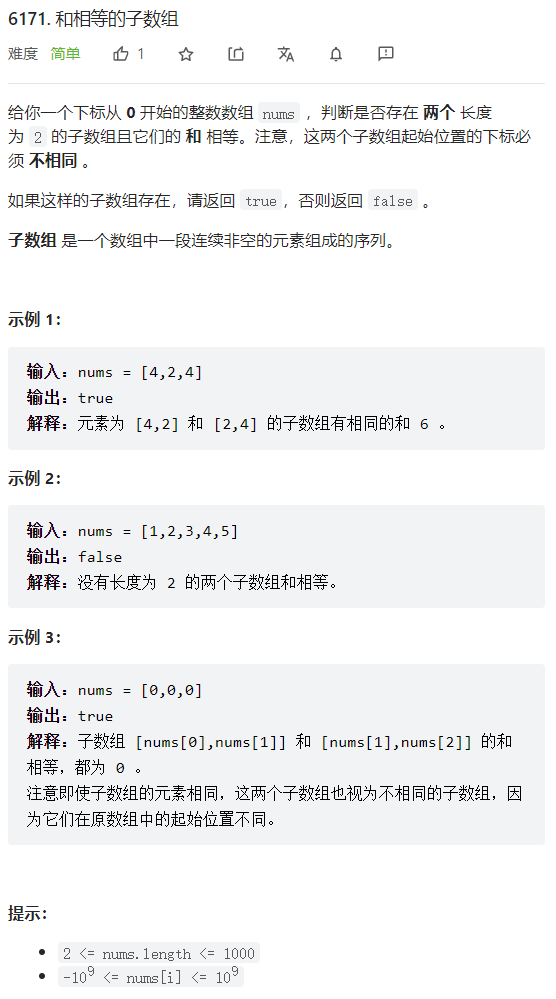 6171. 和相等的子数组
难度 简单 1
给你一个下标从 0 开始的整数数组 nums ，判断是否存在 两个 长度
为 2 的子数组且它们的 和 相等。注意，这两个子数组起始位置的下标必
须 不相同 。
如果这样的子数组存在，请返回 true，否则返回 false 。
子数组 是一个数组中一段连续非空的元素组成的序列。
示例 1：
输入：nums = [4,2,4]
输出：true
解释：元素为 [4,2] 和 [2,4] 的子数组有相同的和 6 。
示例 2：
输入：nums = [1,2,3,4,5]
输出：false
解释：没有长度为 2 的两个子数组和相等。
示例 3：
输入：nums = [0,0,0]
输出：true
解释：子数组 [nums[0],nums[1]] 和 [nums[1],nums[2]] 的和
相等，都为 0 。
注意即使子数组的元素相同，这两个子数组也视为不相同的子数组，因
为它们在原数组中的起始位置不同。
提示：
2 <= nums.length <= 1000
-10⁹ <= nums[i] <= 10⁹